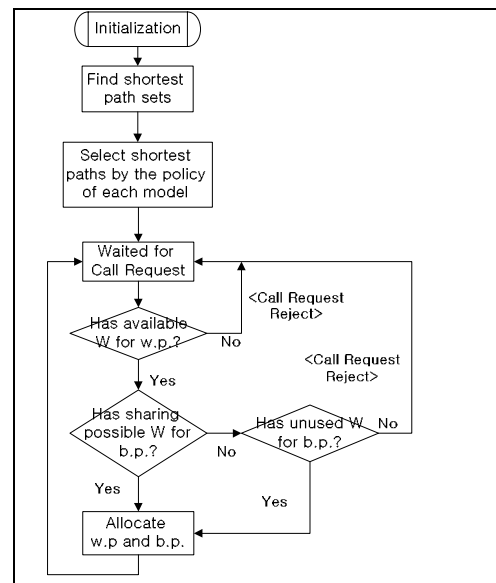 Initialization
Find shortest
path sets
Select shortest
paths by the policy
of each model
Waited for
Call Request
<Call Request
Reject>
Has available
W for w.p.?
No
<Call Request
Reject>
Yes
Has sharing
possible W for
b.p.?
No
Has unused W
for b.p.?
No
Yes
Yes
Allocate
w.p and b.p.